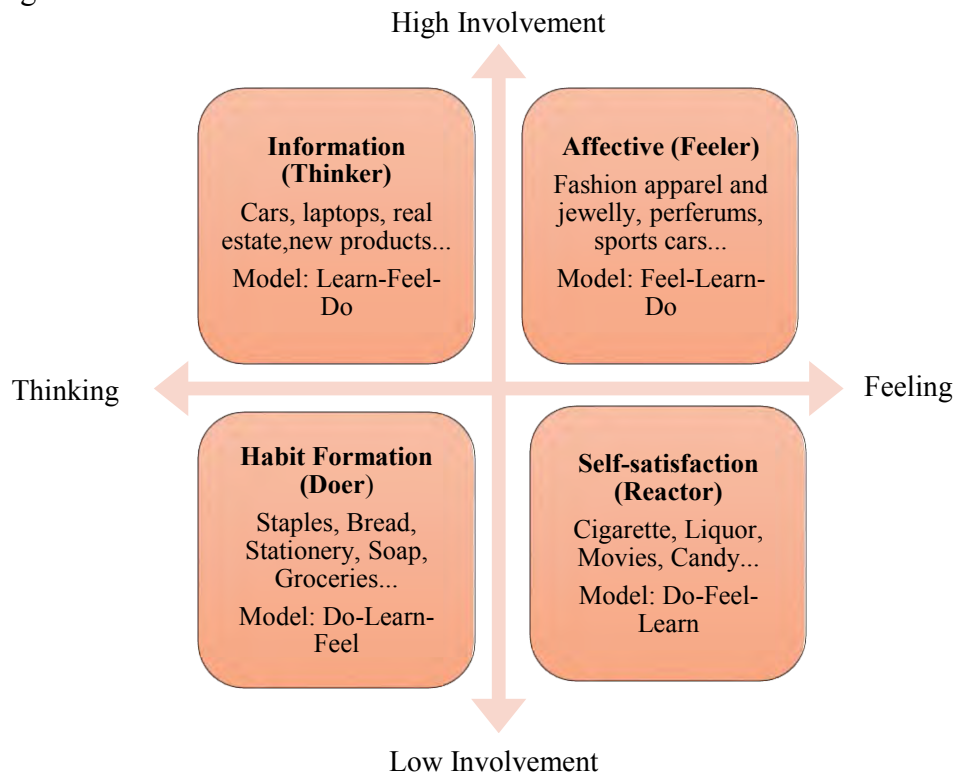 High Involvement
Information
(Thinker)
Cars, laptops, real
estate,new products...
Model: Learn-Feel-
Do
Affective (Feeler)
Fashion apparel and
jewelly, perferums,
sports cars...
Model: Feel-Learn-
Do
Thinking
Feeling
Habit Formation
(Doer)
Staples, Bread,
Stationery, Soap,
Groceries...
Model: Do-Learn-
Feel
Self-satisfaction
(Reactor)
Cigarette, Liquor,
Movies, Candy...
Model: Do-Feel-
Learn
Low Involvement